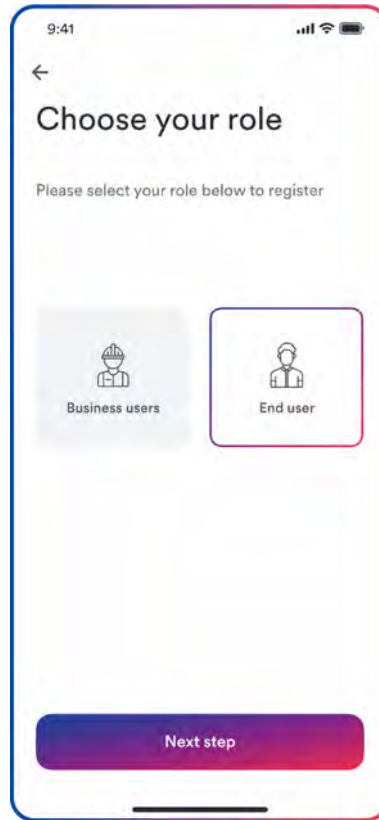 9:41
Choose your role
Please select your role below to register
Business users
End user
Next step